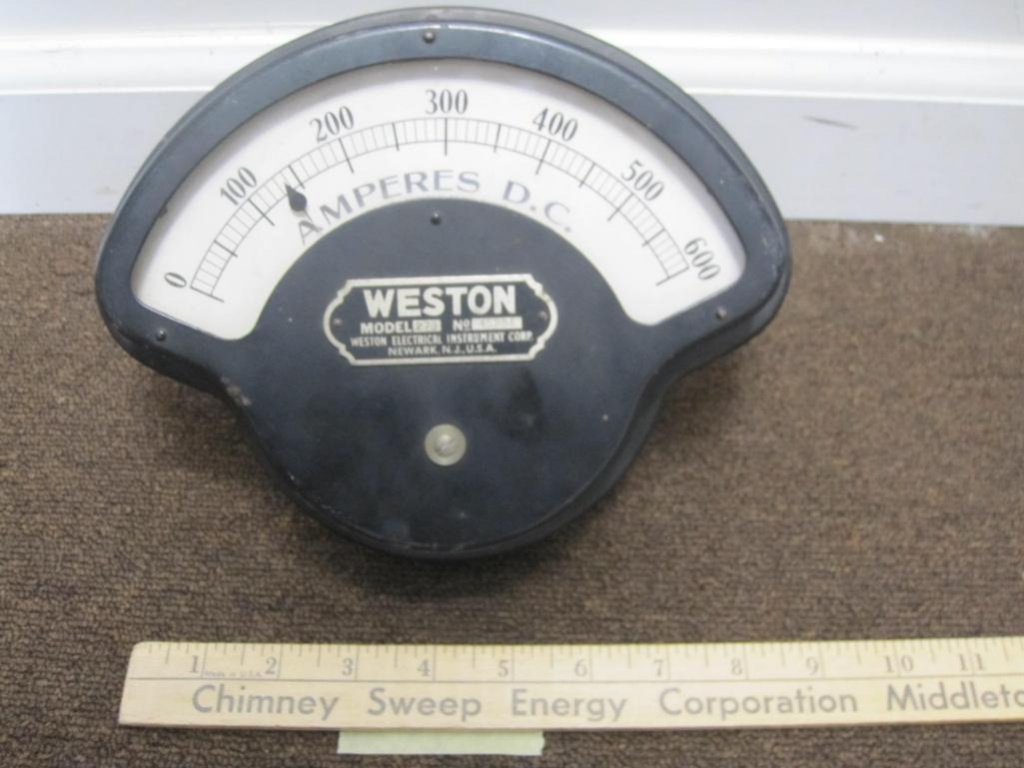 0 100 200 300 400 500 600
AMPERES D.C.
WESTON
MODEL No
WESTON ELECTRICAL INSTRUMENT CORP.
NEWARK, N.J., U.S.A.
1 2 3 4 5 6 7 8 9 10 11
Chimney Sweep Energy Corporation